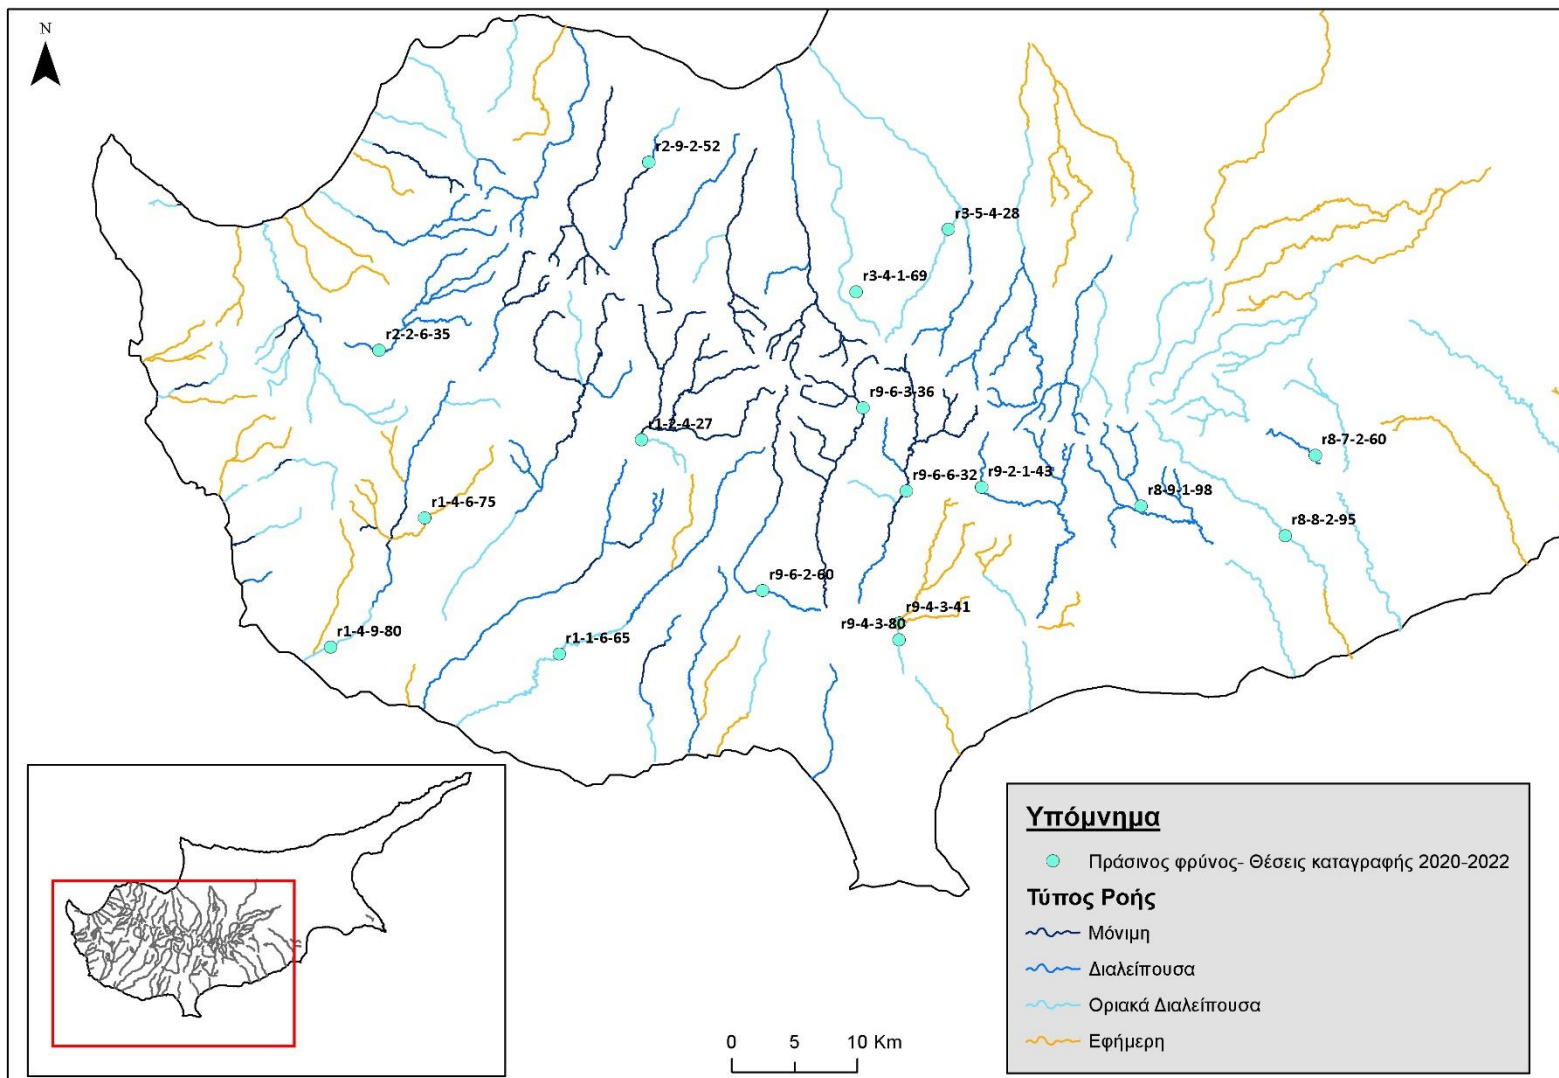 N
r2-9-2-52
r3-5-4-28
r3-4-1-69
r2-2-6-35
r9-6-3-36
r1-2-4-27
r8-7-2-60
r9-6-6-32
r9-2-1-43
r1-4-6-75
r8-9-1-98
r8-8-2-95
r9-6-2-60
r9-4-3-41
r9-4-3-80
r1-4-9-80
r1-1-6-65
Υπόμνημα
Πράσινος φρύνος- Θέσεις καταγραφής 2020-2022
Τύπος Ροής
Μόνιμη
Διαλείπουσα
Οριακά Διαλείπουσα
Εφήμερη
0 5 10 Km